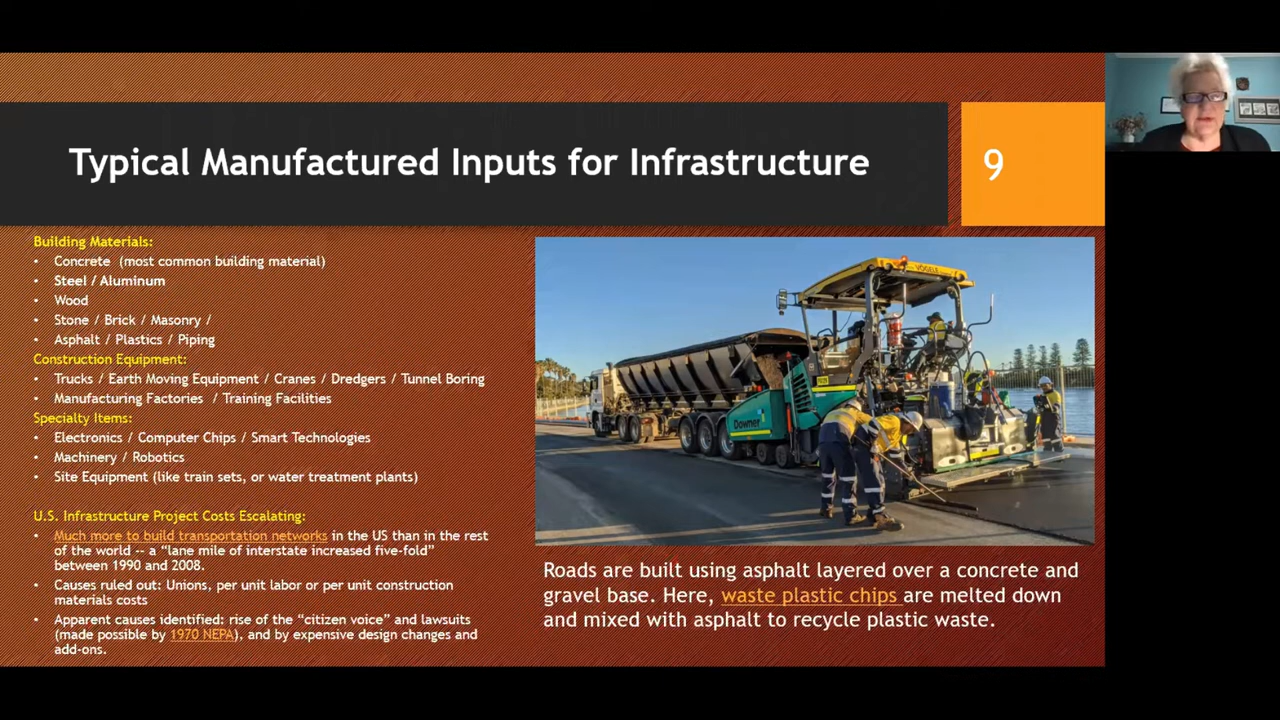 Typical Manufactured Inputs for Infrastructure
9
Building Materials:
• Concrete (most common building material)
• Steel / Aluminum
• Wood
• Stone / Brick / Masonry /
• Asphalt / Plastics / Piping
Construction Equipment:
• Trucks / Earth Moving Equipment / Cranes / Dredgers / Tunnel Boring
• Manufacturing Factories / Training Facilities
Specialty Items:
• Electronics / Computer Chips / Smart Technologies
• Machinery / Robotics
• Site Equipment (like train sets, or water treatment plants)
U.S. Infrastructure Project Costs Escalating:
• Much more to build transportation networks in the US than in the rest
of the world -- a “lane mile of interstate increased five-fold”
between 1990 and 2008.
• Causes ruled out: Unions, per unit labor or per unit construction
materials costs
• Apparent causes identified: rise of the “citizen voice” and lawsuits
(made possible by 1970 NEPA), and by expensive design changes and
add-ons.
VÖGELE
Downer
Roads are built using asphalt layered over a concrete and
gravel base. Here, waste plastic chips are melted down
and mixed with asphalt to recycle plastic waste.